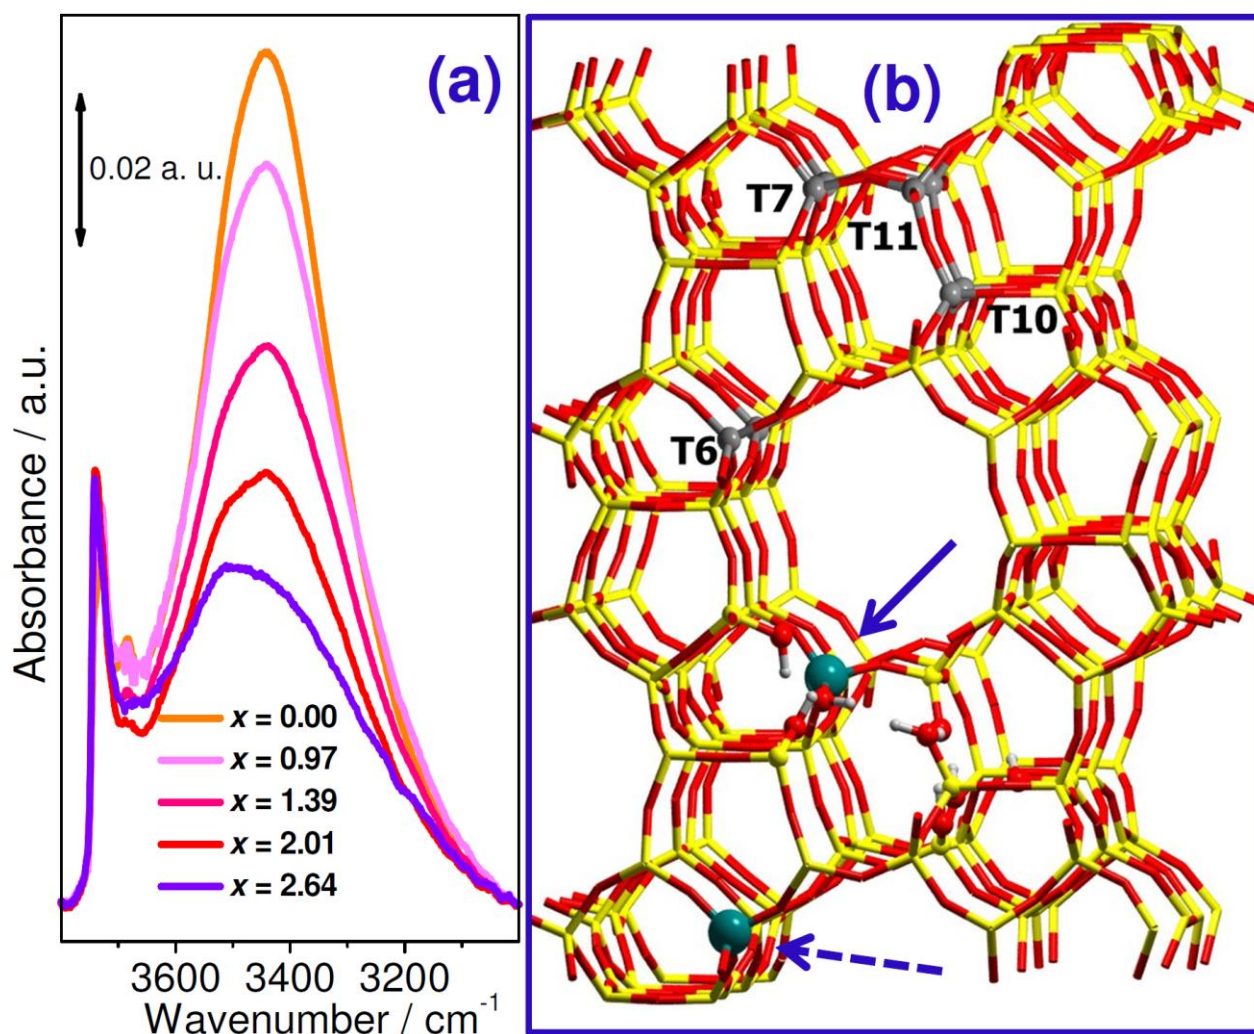 (a)
0.02 a. u.
Absorbance / a.u.
x = 0.00
x = 0.97
x = 1.39
x = 2.01
x = 2.64
3600 3400 3200
Wavenumber / cm⁻¹
(b)
T7
T11
T10
T6